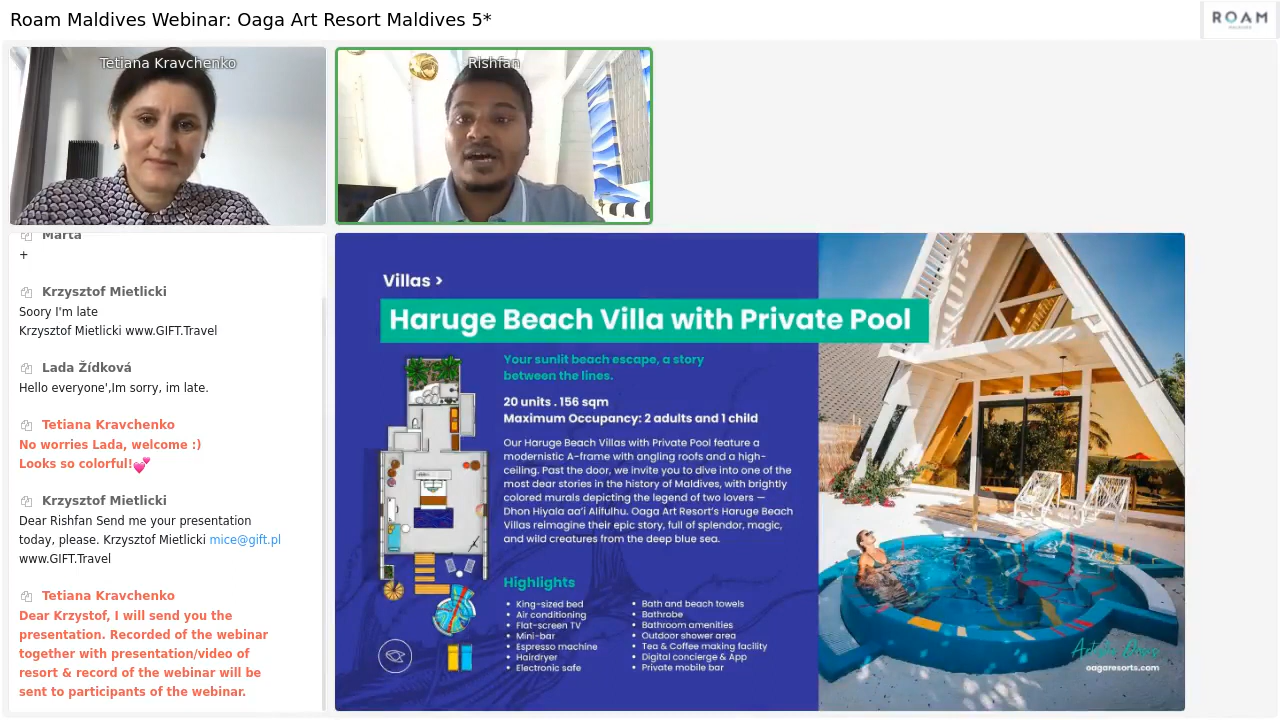 Roam Maldives Webinar: Oaga Art Resort Maldives 5*
ROAM
Tetiana Kravchenko
Rishfan
Marta
+
Krzysztof Mietlicki
Soory I'm late
Krzysztof Mietlicki www.GIFT.Travel
Lada Žídková
Hello everyone',Im sorry, im late.
Tetiana Kravchenko
No worries Lada, welcome :)
Looks so colorful!💕
Krzysztof Mietlicki
Dear Rishfan Send me your presentation
today, please. Krzysztof Mietlicki mice@gift.pl
www.GIFT.Travel
Tetiana Kravchenko
Dear Krzystof, I will send you the
presentation. Recorded of the webinar
together with presentation/video of
resort & record of the webinar will be
sent to participants of the webinar.
Villas >
Haruge Beach Villa with Private Pool
Your sunlit beach escape, a story
between the lines.
20 units . 156 sqm
Maximum Occupancy: 2 adults and 1 child
Our Haruge Beach Villas with Private Pool feature a
modernistic A-frame with angling roofs and a high-
ceiling. Past the door, we invite you to dive into one of the
most dear stories in the history of Maldives, with brightly
colored murals depicting the legend of two lovers —
Dhon Hiyala aa'i Alifulhu. Oaga Art Resort's Haruge Beach
Villas reimagine their epic story, full of splendor, magic,
and wild creatures from the deep blue sea.
Highlights
• King-sized bed
• Air conditioning
• Flat-screen TV
• Mini-bar
• Espresso machine
• Hairdryer
• Electronic safe
• Bath and beach towels
• Bathrobe
• Bathroom amenities
• Outdoor shower area
• Tea & Coffee making facility
• Digital concierge & App
• Private mobile bar
oagaresorts.com